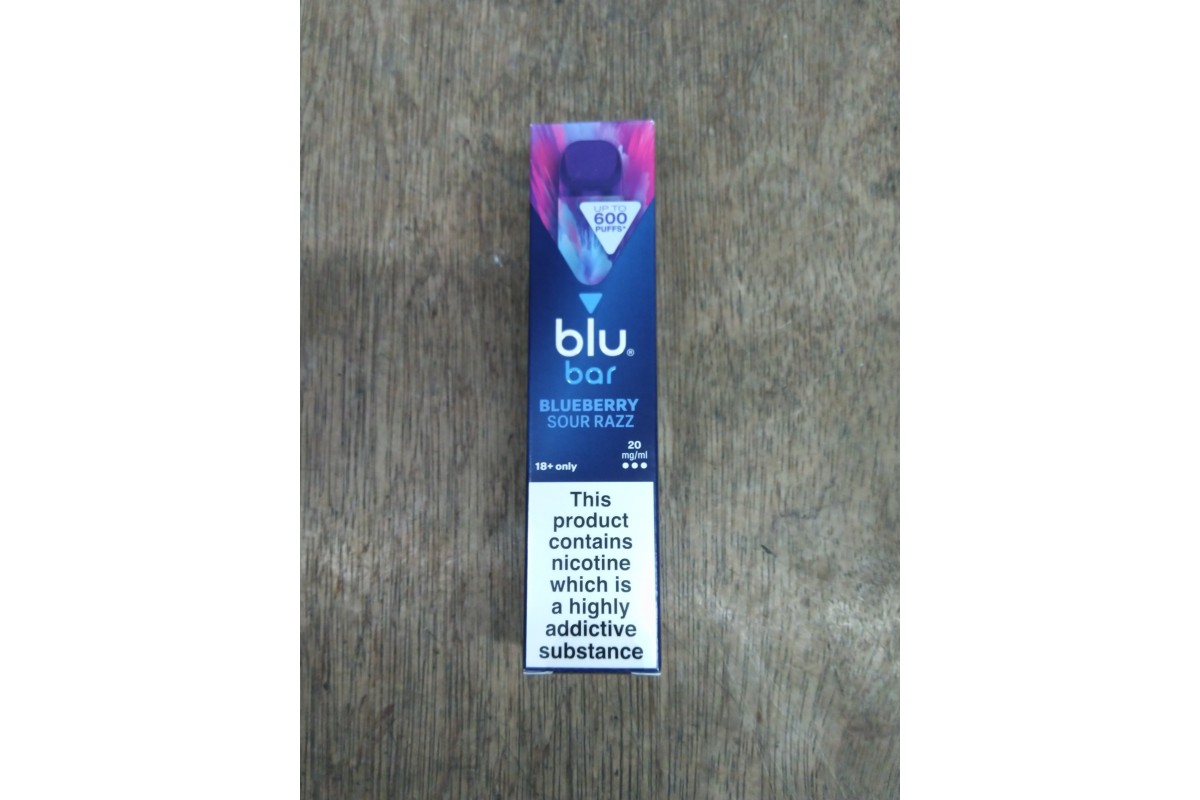 UP TO
600
PUFFS*
blu®
bar
BLUEBERRY
SOUR RAZZ
20
mg/ml
18+ only
This
product
contains
nicotine
which is
a highly
addictive
substance